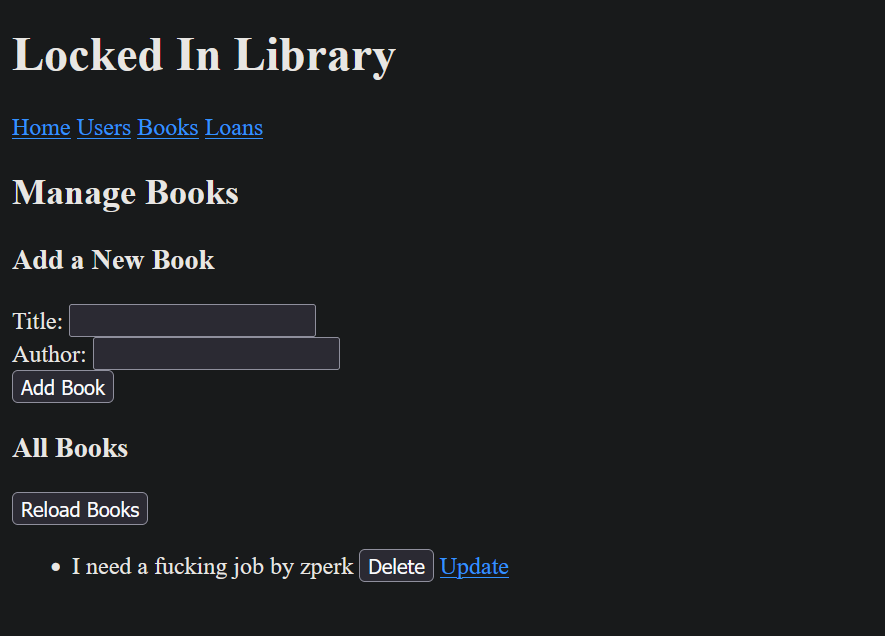 Locked In Library
Home Users Books Loans
Manage Books
Add a New Book
Title:
Author:
Add Book
All Books
Reload Books
I need a fucking job by zperk Delete Update